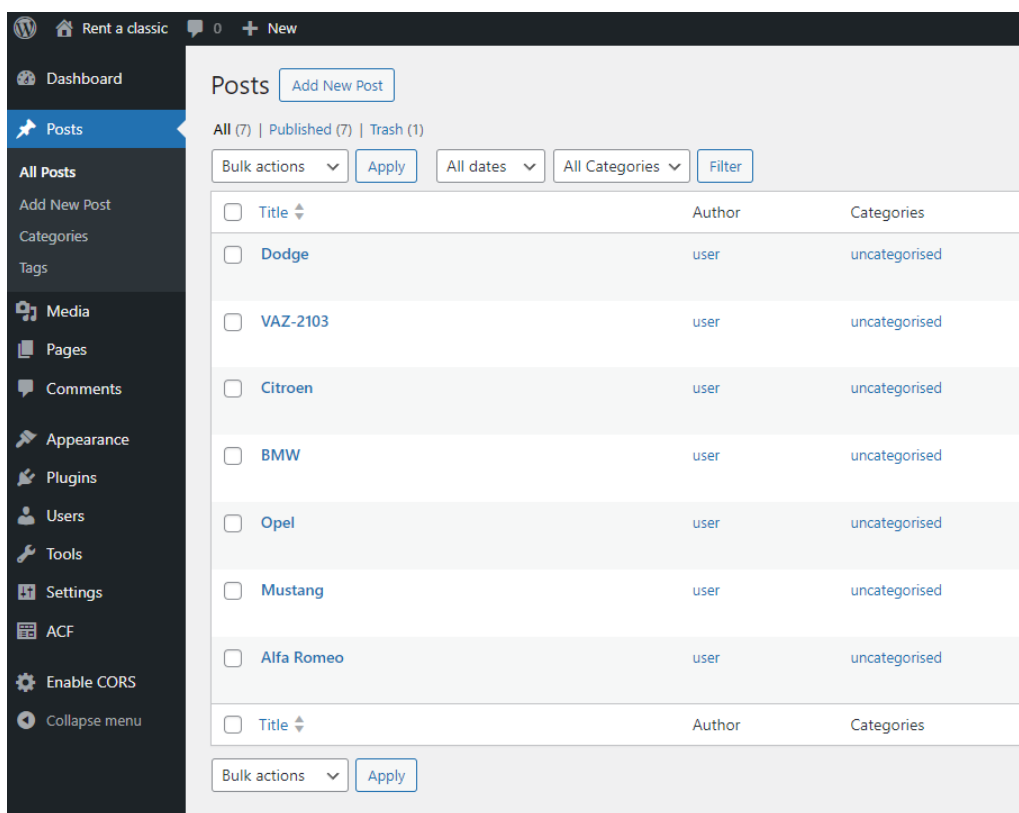 Rent a classic 0 New
Dashboard
Posts
All Posts
Add New Post
Categories
Tags
Media
Pages
Comments
Appearance
Plugins
Users
Tools
Settings
ACF
Enable CORS
Collapse menu
Posts Add New Post
All (7) | Published (7) | Trash (1)
Bulk actions Apply All dates All Categories Filter
Title Author Categories
Dodge user uncategorised
VAZ-2103 user uncategorised
Citroen user uncategorised
BMW user uncategorised
Opel user uncategorised
Mustang user uncategorised
Alfa Romeo user uncategorised
Title Author Categories
Bulk actions Apply